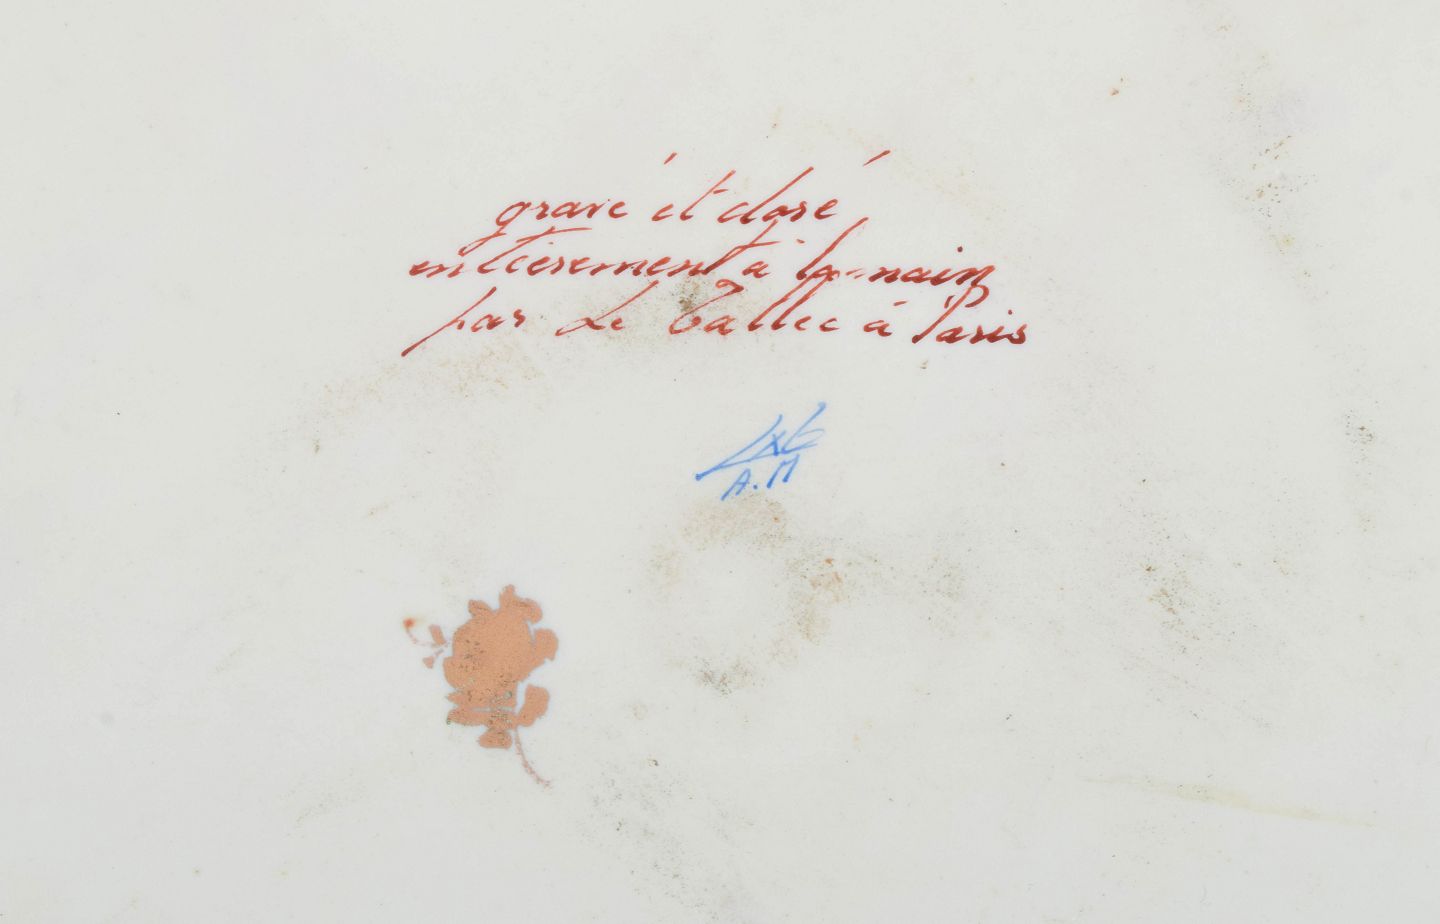 gravé et doré
entièrement à la main
par Le Tallec à Paris
A.M